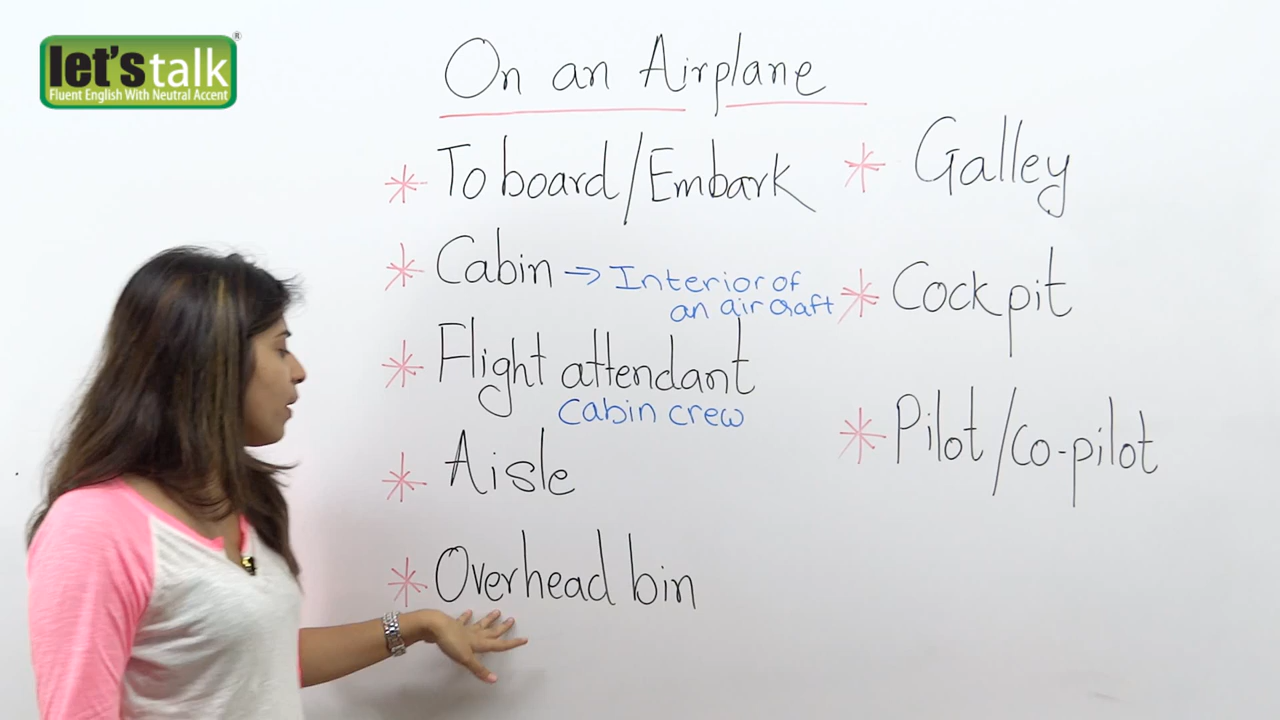 let's talk®
Fluent English With Neutral Accent
On an Airplane
* To board/Embark
* Cabin → Interior of
an aircraft
* Flight attendant
Cabin crew
* Aisle
* Overhead bin
* Galley
* Cockpit
* Pilot/co-pilot